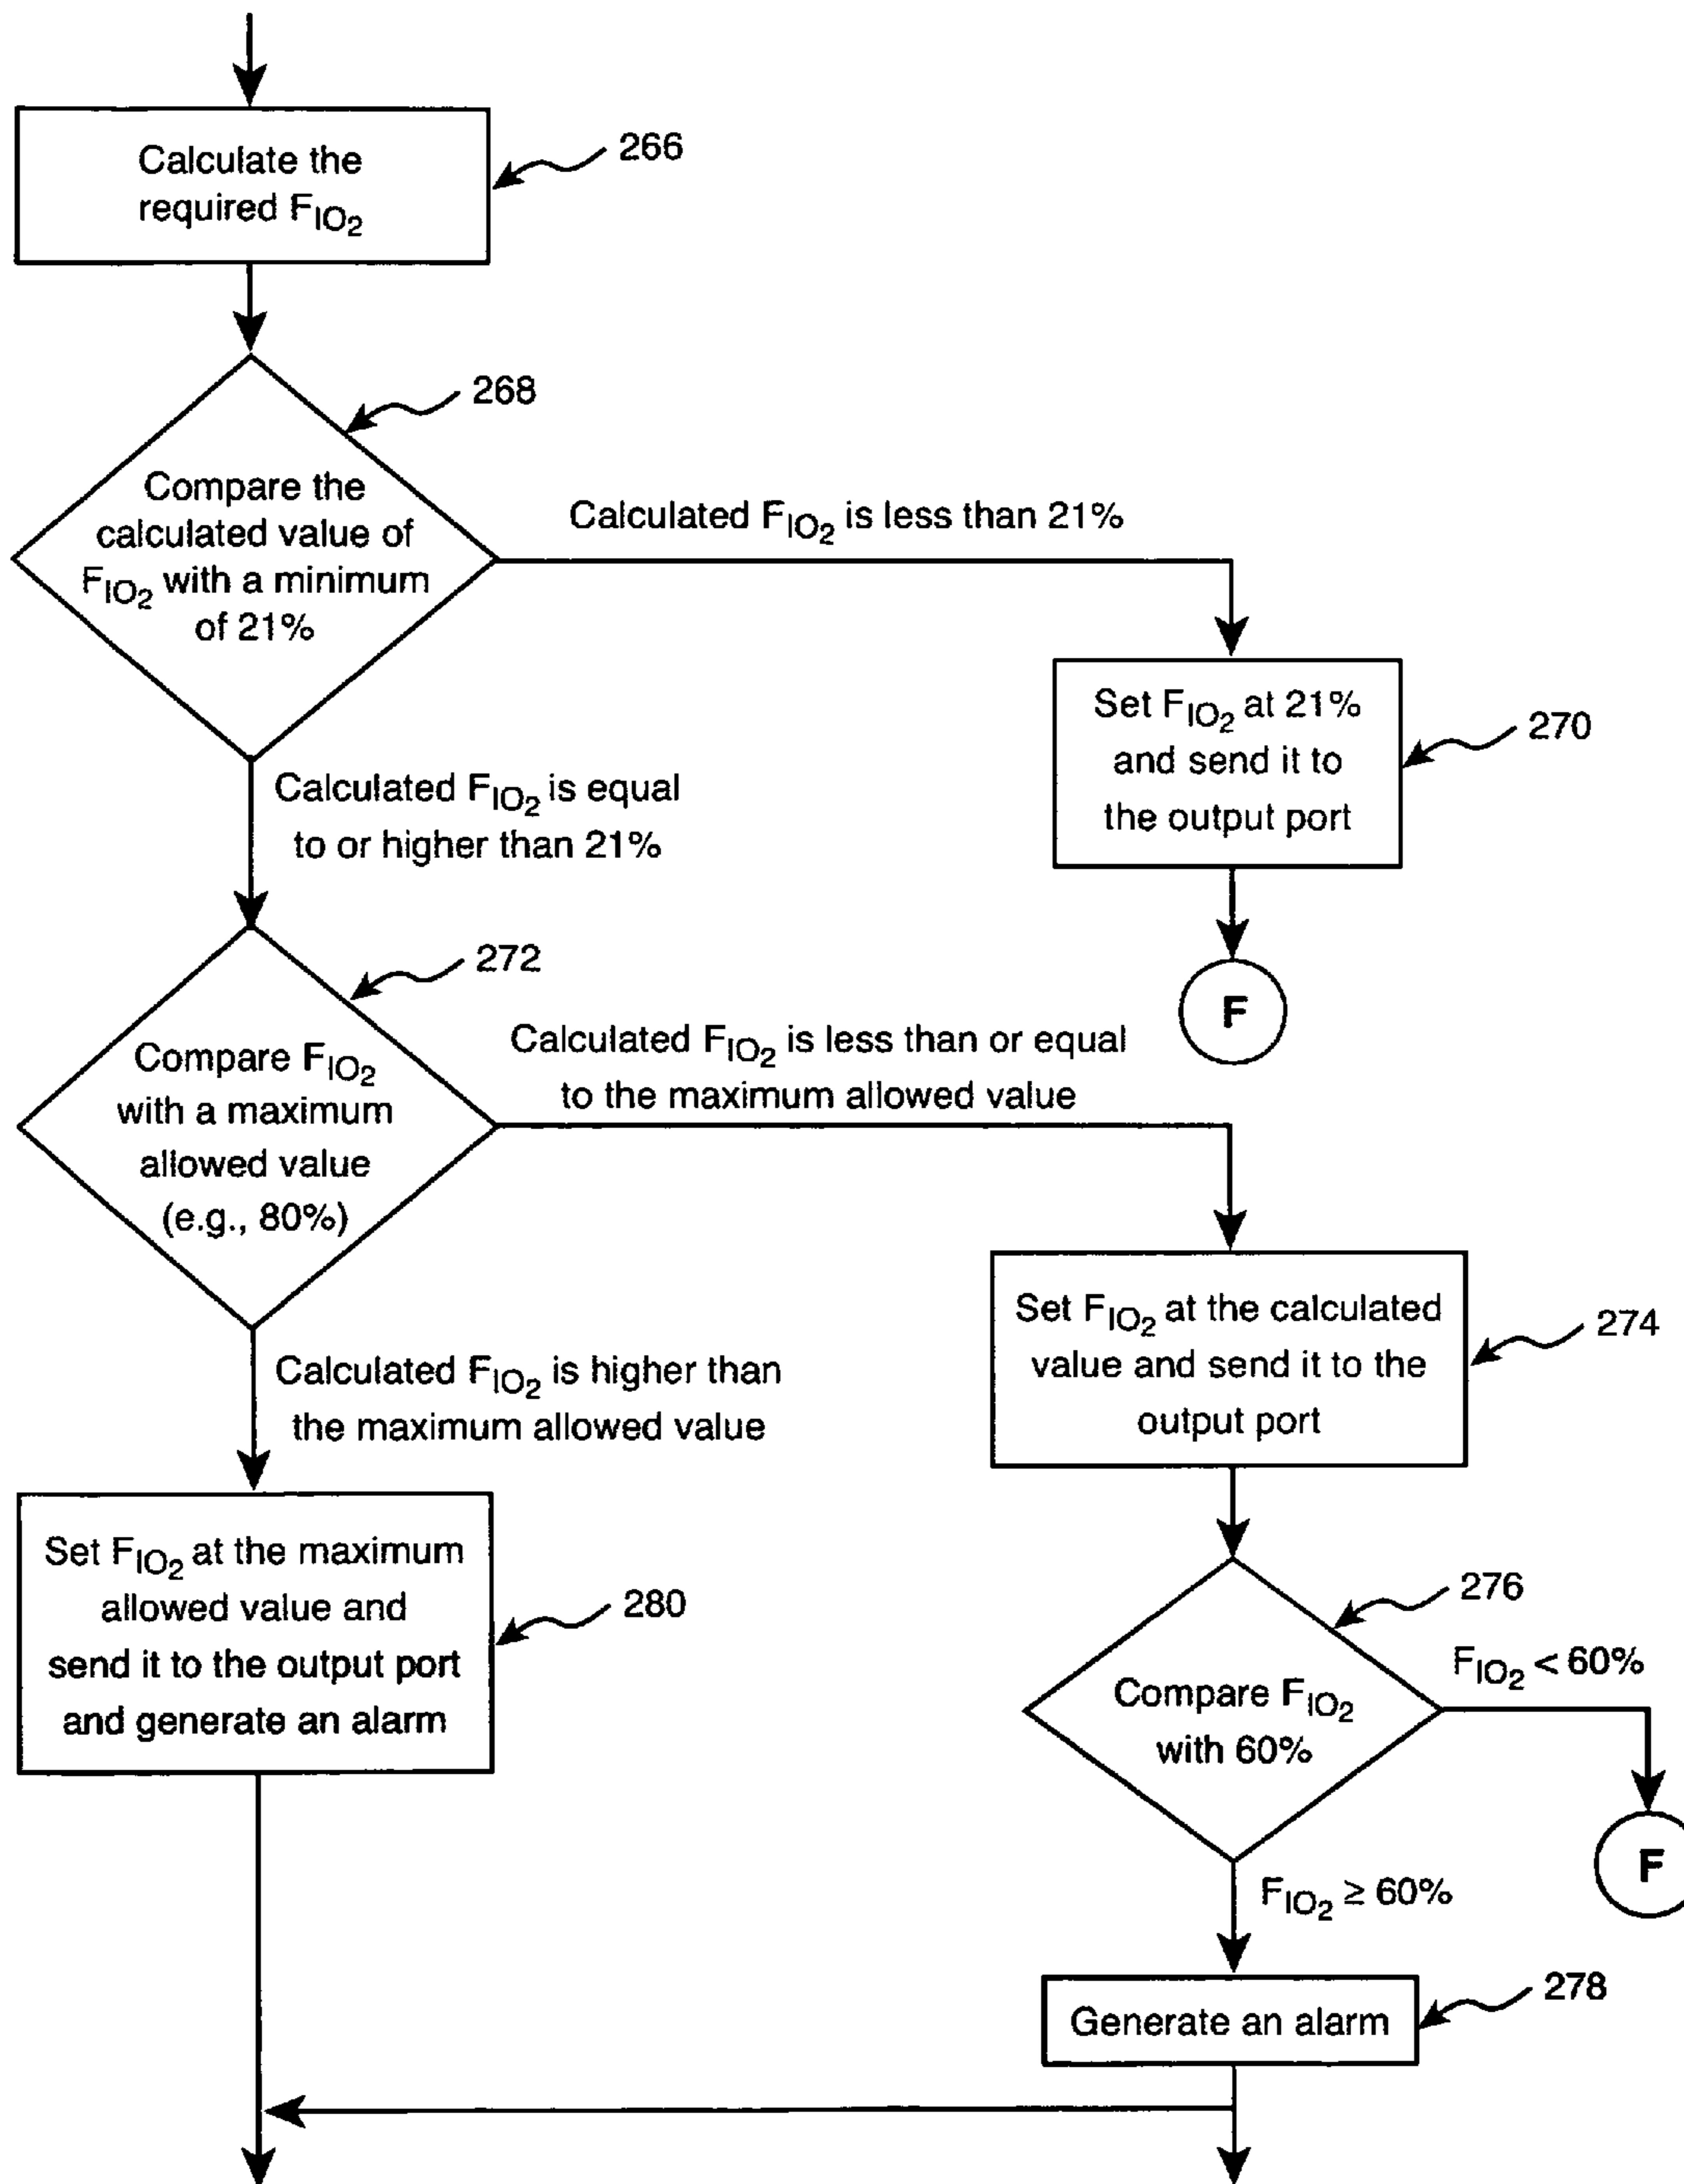 Calculate the
required FIO2
266
268
Compare the
calculated value of
FIO2 with a minimum
of 21%
Calculated FIO2 is less than 21%
Set FIO2 at 21%
and send it to
the output port
270
F
Calculated FIO2 is equal
to or higher than 21%
272
Compare FIO2
with a maximum
allowed value
(e.g., 80%)
Calculated FIO2 is less than or equal
to the maximum allowed value
Set FIO2 at the calculated
value and send it to the
output port
274
Calculated FIO2 is higher than
the maximum allowed value
Set FIO2 at the maximum
allowed value and
send it to the output port
and generate an alarm
280
276
Compare FIO2
with 60%
FIO2 < 60%
F
FIO2 ≥ 60%
Generate an alarm
278